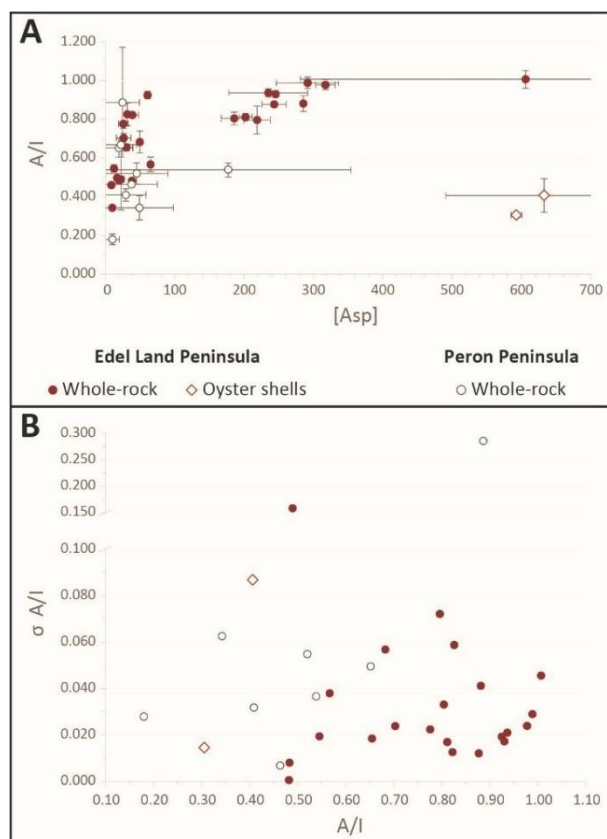 A
1.200
1.000
0.800
0.600
0.400
0.200
0.000
A/I
0 100 200 300 400 500 600 700
[Asp]
Edel Land Peninsula Peron Peninsula
Whole-rock Oyster shells Whole-rock
B
0.300
0.250
0.200
0.150
0.100
0.080
0.060
0.040
0.020
0.000
σ A/I
0.10 0.20 0.30 0.40 0.50 0.60 0.70 0.80 0.90 1.00 1.10
A/I